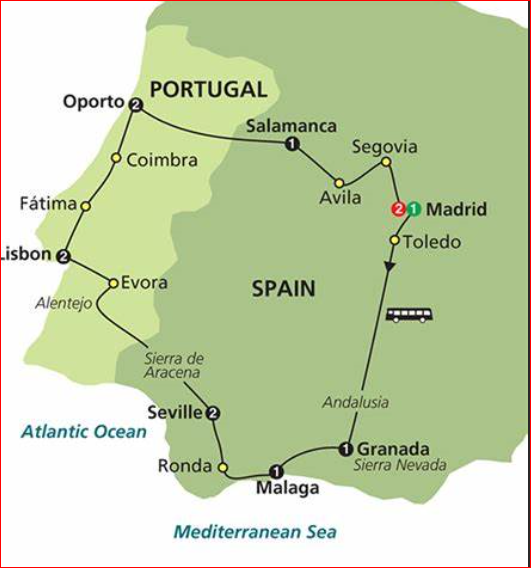 PORTUGAL
Oporto 2
Salamanca
1
Segovia
Coimbra
Avila
Fátima
2 1 Madrid
Toledo
Lisbon 2
Evora
SPAIN
Alentejo
Sierra de
Aracena
Andalusia
Seville 2
Atlantic Ocean
1 Granada
Sierra Nevada
Ronda
1
Malaga
Mediterranean Sea